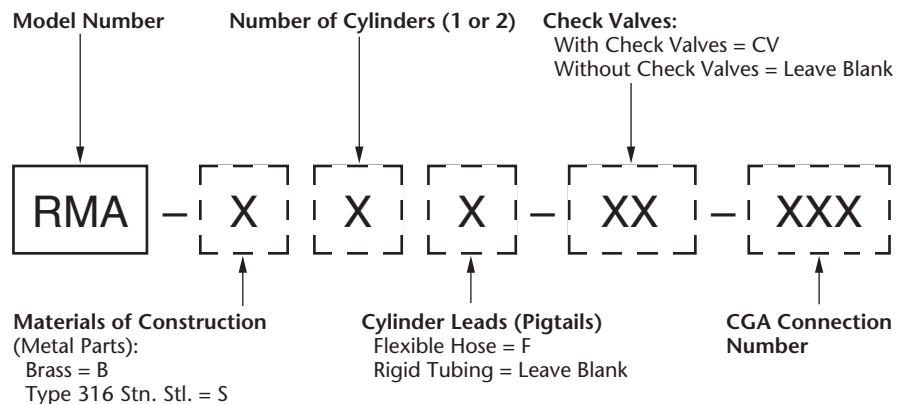 Model Number
Number of Cylinders (1 or 2)
Check Valves:
With Check Valves = CV
Without Check Valves = Leave Blank
RMA – X X X – XX – XXX
Materials of Construction
(Metal Parts):
Brass = B
Type 316 Stn. Stl. = S
Cylinder Leads (Pigtails)
Flexible Hose = F
Rigid Tubing = Leave Blank
CGA Connection
Number